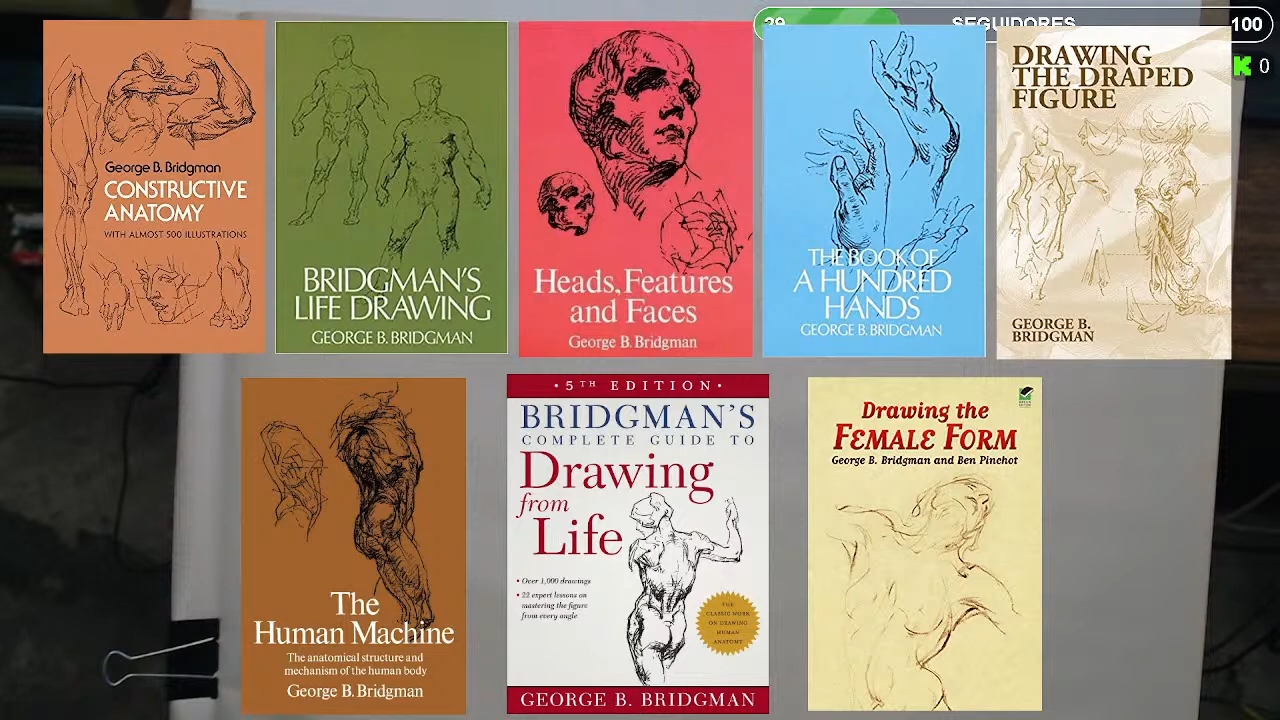 29 SEGUIDORES 100
K 0
George B. Bridgman
CONSTRUCTIVE
ANATOMY
WITH ALMOST 500 ILLUSTRATIONS
BRIDGMAN'S
LIFE DRAWING
GEORGE B. BRIDGMAN
Heads, Features
and Faces
George B. Bridgman
THE BOOK OF
A HUNDRED
HANDS
GEORGE B. BRIDGMAN
DRAWING
THE DRAPED
FIGURE
GEORGE B.
BRIDGMAN
The
Human Machine
The anatomical structure and
mechanism of the human body
George B. Bridgman
·5TH EDITION·
BRIDGMAN'S
COMPLETE GUIDE TO
Drawing
from
Life
• Over 1,000 drawings
• 22 expert lessons on
mastering the figure
from every angle
THE
CLASSIC WORK
ON DRAWING
HUMAN
ANATOMY
GEORGE B. BRIDGMAN
Drawing the
FEMALE FORM
George B. Bridgman and Ben Pinchot